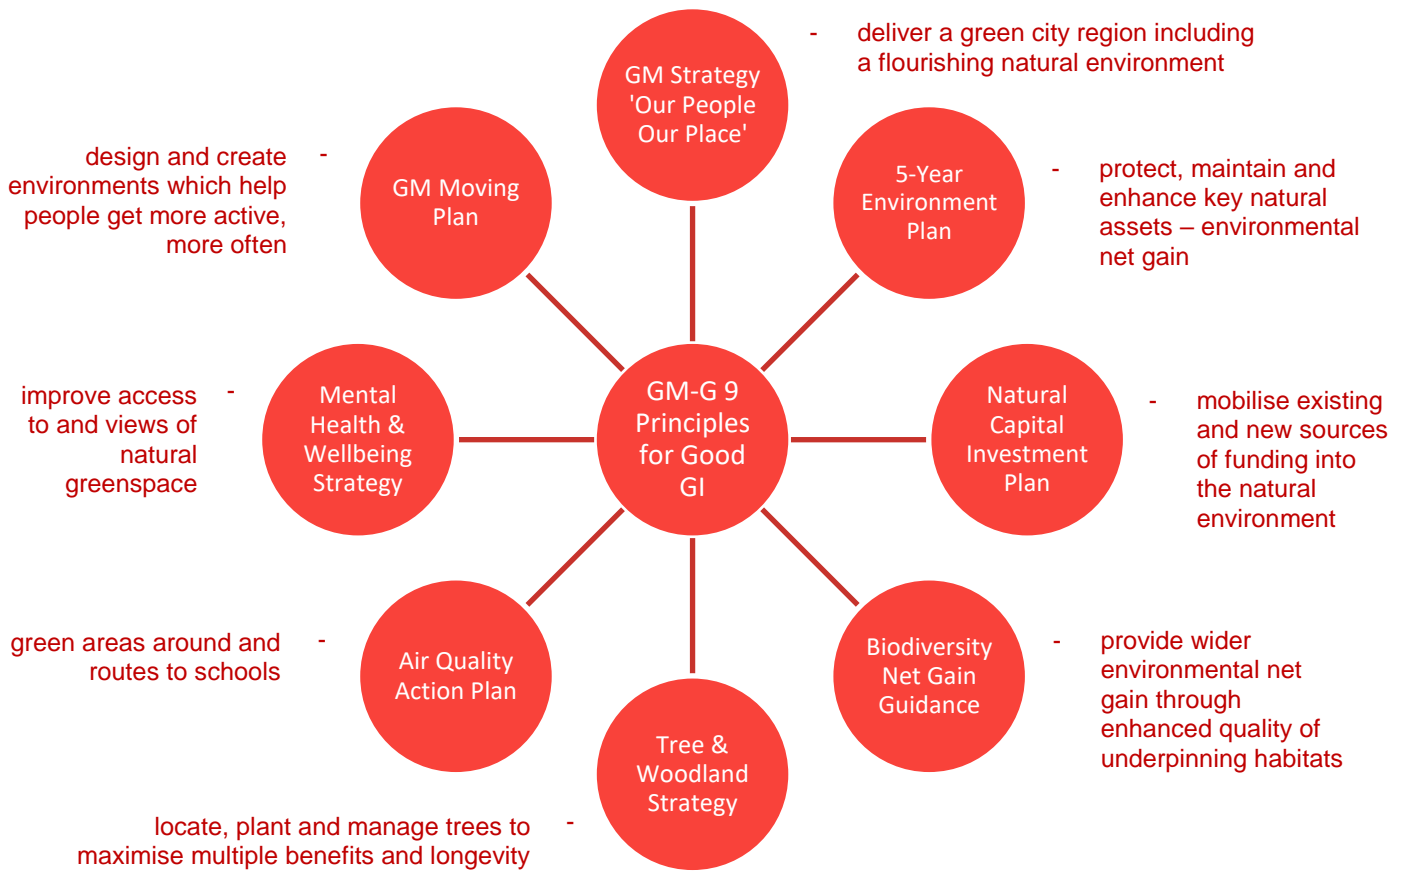 GM Strategy
'Our People
Our Place'
- deliver a green city region including
a flourishing natural environment
5-Year
Environment
Plan
- protect, maintain and
enhance key natural
assets – environmental
net gain
Natural
Capital
Investment
Plan
- mobilise existing
and new sources
of funding into
the natural
environment
Biodiversity
Net Gain
Guidance
- provide wider
environmental net
gain through
enhanced quality of
underpinning habitats
Tree &
Woodland
Strategy
locate, plant and manage trees to -
maximise multiple benefits and longevity
Air Quality
Action Plan
green areas around and -
routes to schools
Mental
Health &
Wellbeing
Strategy
improve access -
to and views of
natural
greenspace
GM Moving
Plan
design and create -
environments which help
people get more active,
more often
GM-G 9
Principles
for Good
GI